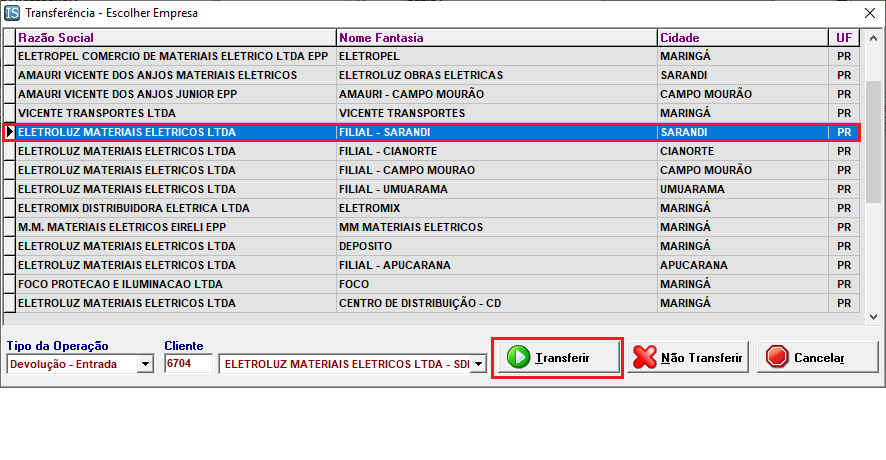 IS Transferência - Escolher Empresa
Razão Social Nome Fantasia Cidade UF
ELETROPEL COMERCIO DE MATERIAIS ELETRICO LTDA EPP ELETROPEL MARINGÁ PR
AMAURI VICENTE DOS ANJOS MATERIAIS ELETRICOS ELETROLUZ OBRAS ELETRICAS SARANDI PR
AMAURI VICENTE DOS ANJOS JUNIOR EPP AMAURI - CAMPO MOURÃO CAMPO MOURÃO PR
VICENTE TRANSPORTES LTDA VICENTE TRANSPORTES MARINGÁ PR
ELETROLUZ MATERIAIS ELETRICOS LTDA FILIAL - SARANDI SARANDI PR
ELETROLUZ MATERIAIS ELETRICOS LTDA FILIAL - CIANORTE CIANORTE PR
ELETROLUZ MATERIAIS ELETRICOS LTDA FILIAL - CAMPO MOURAO CAMPO MOURÃO PR
ELETROLUZ MATERIAIS ELETRICOS LTDA FILIAL - UMUARAMA UMUARAMA PR
ELETROMIX DISTRIBUIDORA ELETRICA LTDA ELETROMIX MARINGÁ PR
M.M. MATERIAIS ELETRICOS EIRELI EPP MM MATERIAIS ELETRICOS MARINGÁ PR
ELETROLUZ MATERIAIS ELETRICOS LTDA DEPOSITO MARINGÁ PR
ELETROLUZ MATERIAIS ELETRICOS LTDA FILIAL - APUCARANA APUCARANA PR
FOCO PROTECAO E ILUMINACAO LTDA FOCO MARINGÁ PR
ELETROLUZ MATERIAIS ELETRICOS LTDA CENTRO DE DISTRIBUIÇÃO - CD MARINGÁ PR
Tipo da Operação Cliente
Devolução - Entrada 6704 ELETROLUZ MATERIAIS ELETRICOS LTDA - SDI Transferir Não Transferir Cancelar